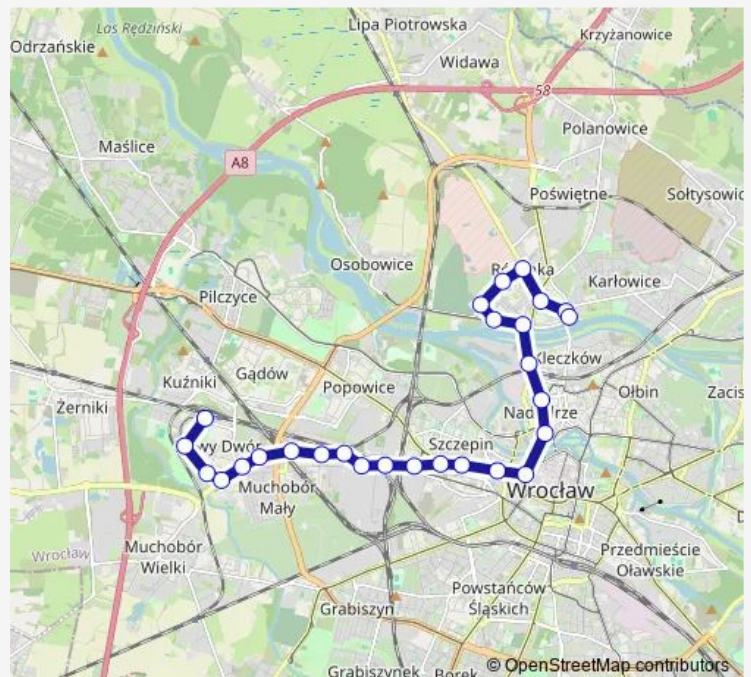 Las Rędziński
Lipa Piotrowska
Krzyżanowice
Odrzańskie
Widawa
58
Polanowice
Maślice
A8
Poświętne
Sołtysowic
Osobowice
Karłowice
Pilczyce
Kleczków
Kuźniki
Gądów
Popowice
Ołbin
Zacis
Żerniki
Szczepin
Muchobór
Mały
Wrocław
Wrocław
Muchobór
Wielki
Przedmieście
Oławskie
Powstańców
Śląskich
Grabiszyn
Grabiszynek
Borek
© OpenStreetMap contributors